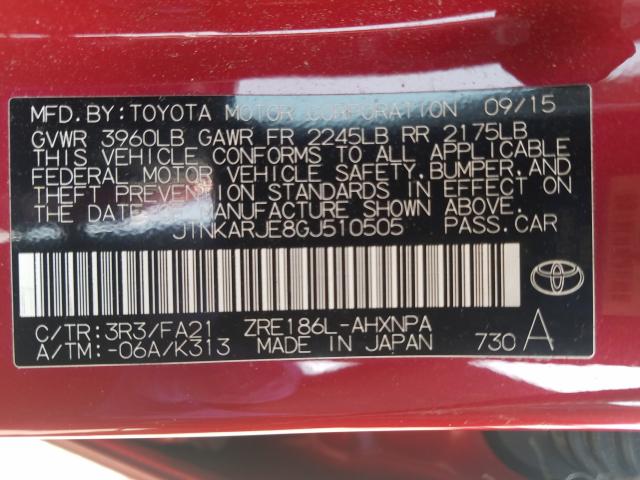 MFD.BY:TOYOTA MOTOR CORPORATION 09/15
GVWR 3960LB GAWR FR 2245LB RR 2175LB
THIS VEHICLE CONFORMS TO ALL APPLICABLE
FEDERAL MOTOR VEHICLE SAFETY,BUMPER,AND
THEFT PREVENTION STANDARDS IN EFFECT ON
THE DATE OF MANUFACTURE SHOWN ABOVE.
JTNKARJE8GJ510505 PASS.CAR
C/TR:3R3/FA21 ZRE186L-AHXNPA
A/TM:-06A/K313 MADE IN JAPAN 730 A